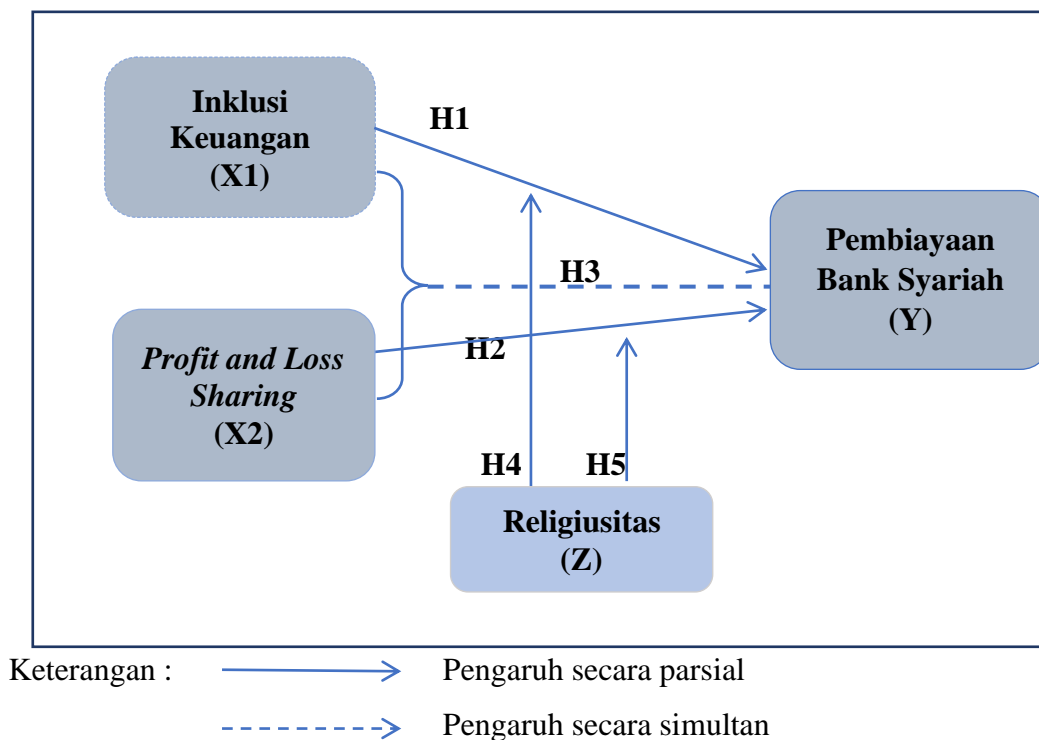 Inklusi
Keuangan
(X1)
H1
Pembiayaan
Bank Syariah
(Y)
H3
Profit and Loss
Sharing
(X2)
H2
H4
H5
Religiusitas
(Z)
Keterangan :
Pengaruh secara parsial
Pengaruh secara simultan